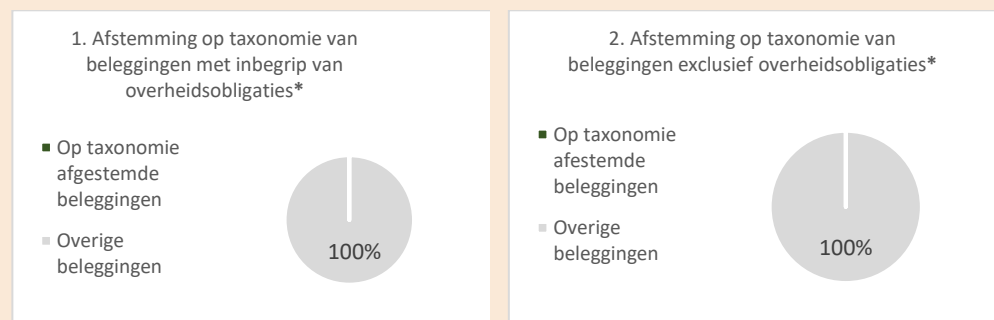 1. Afstemming op taxonomie van
beleggingen met inbegrip van
overheidsobligaties*
Op taxonomie
afgestemde
beleggingen
Overige
beleggingen
100%
2. Afstemming op taxonomie van
beleggingen exclusief overheidsobligaties*
Op taxonomie
afestemde
beleggingen
Overige
beleggingen
100%